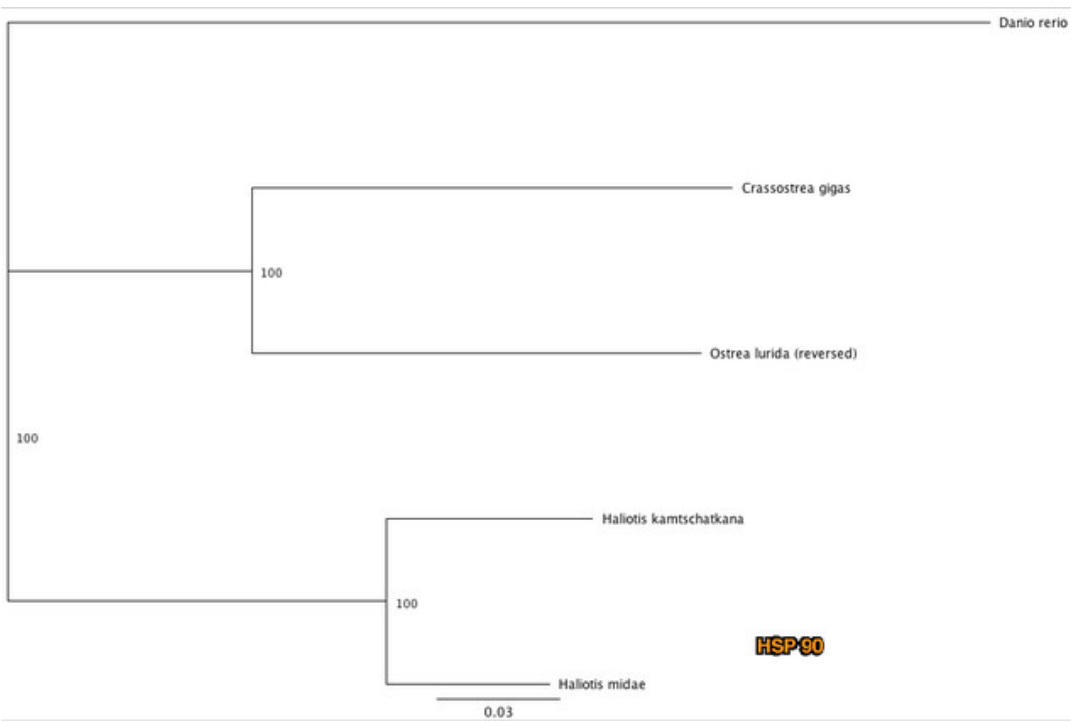 Danio rerio
Crassostrea gigas
100
Ostrea lurida (reversed)
100
Haliotis kamtschatkana
100
HSP 90
Haliotis midae
0.03